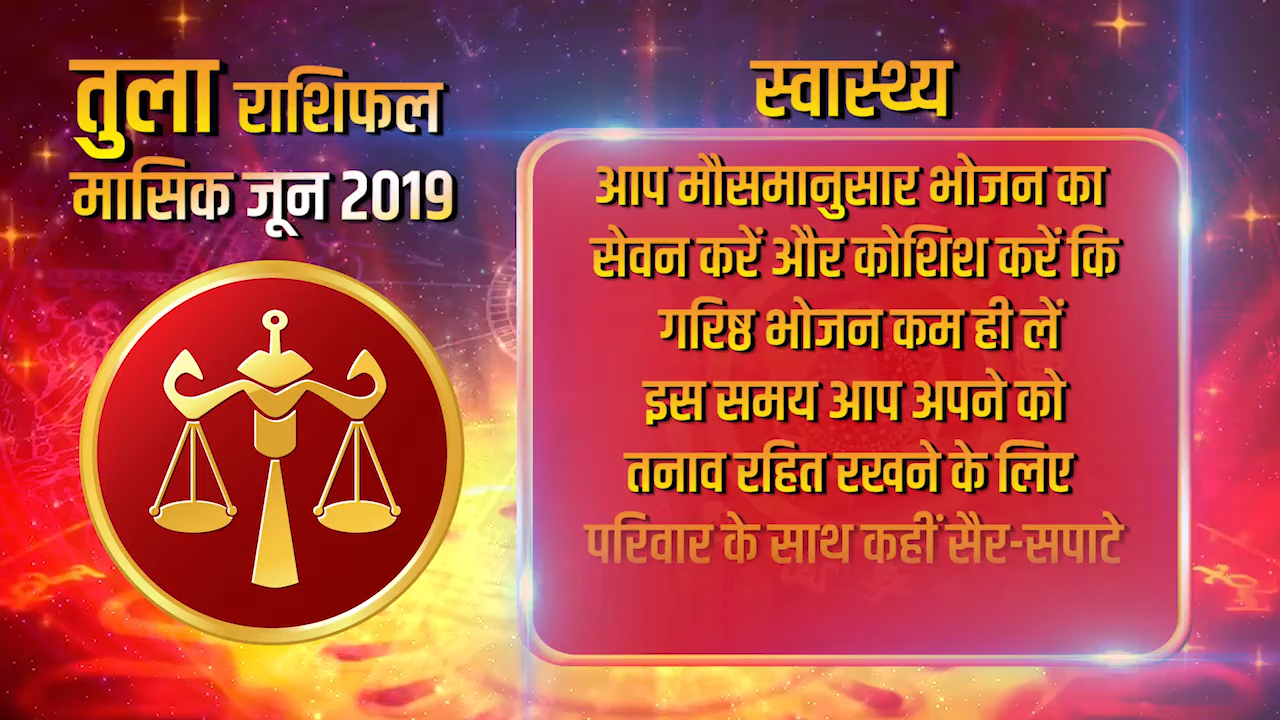 तुला राशिफल
मासिक जून 2019
स्वास्थ्य
आप मौसमानुसार भोजन का
सेवन करें और कोशिश करें कि
गरिष्ठ भोजन कम ही लें
इस समय आप अपने को
तनाव रहित रखने के लिए
परिवार के साथ कहीं सैर-सपाटे